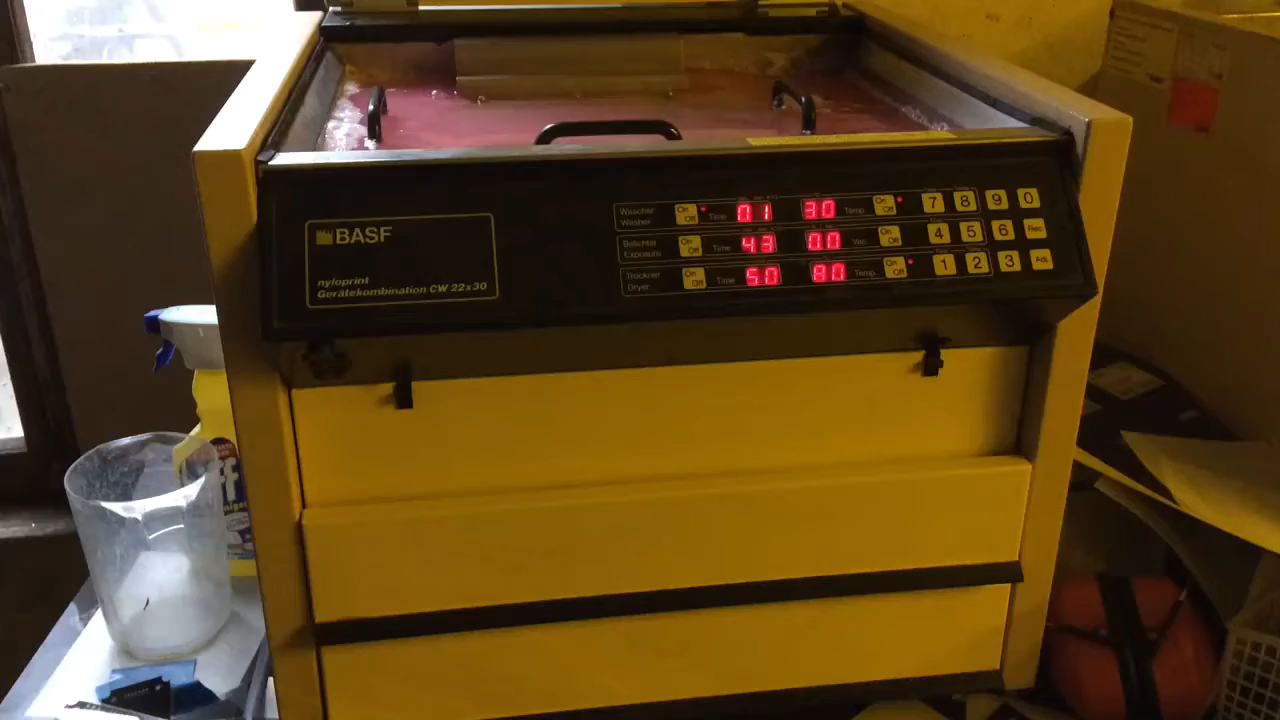 BASF
nyloprint
Gerätekombination CW 22x30
Wascher Washer On Off Time 01 30 Temp. On Off 7 8 9 0
Belichter Exposure On Off Time 43 00 Vac. On Off 4 5 6 Rec
Trockner Dryer On Off Time 50 80 Temp. On Off 1 2 3 Adj.
ff